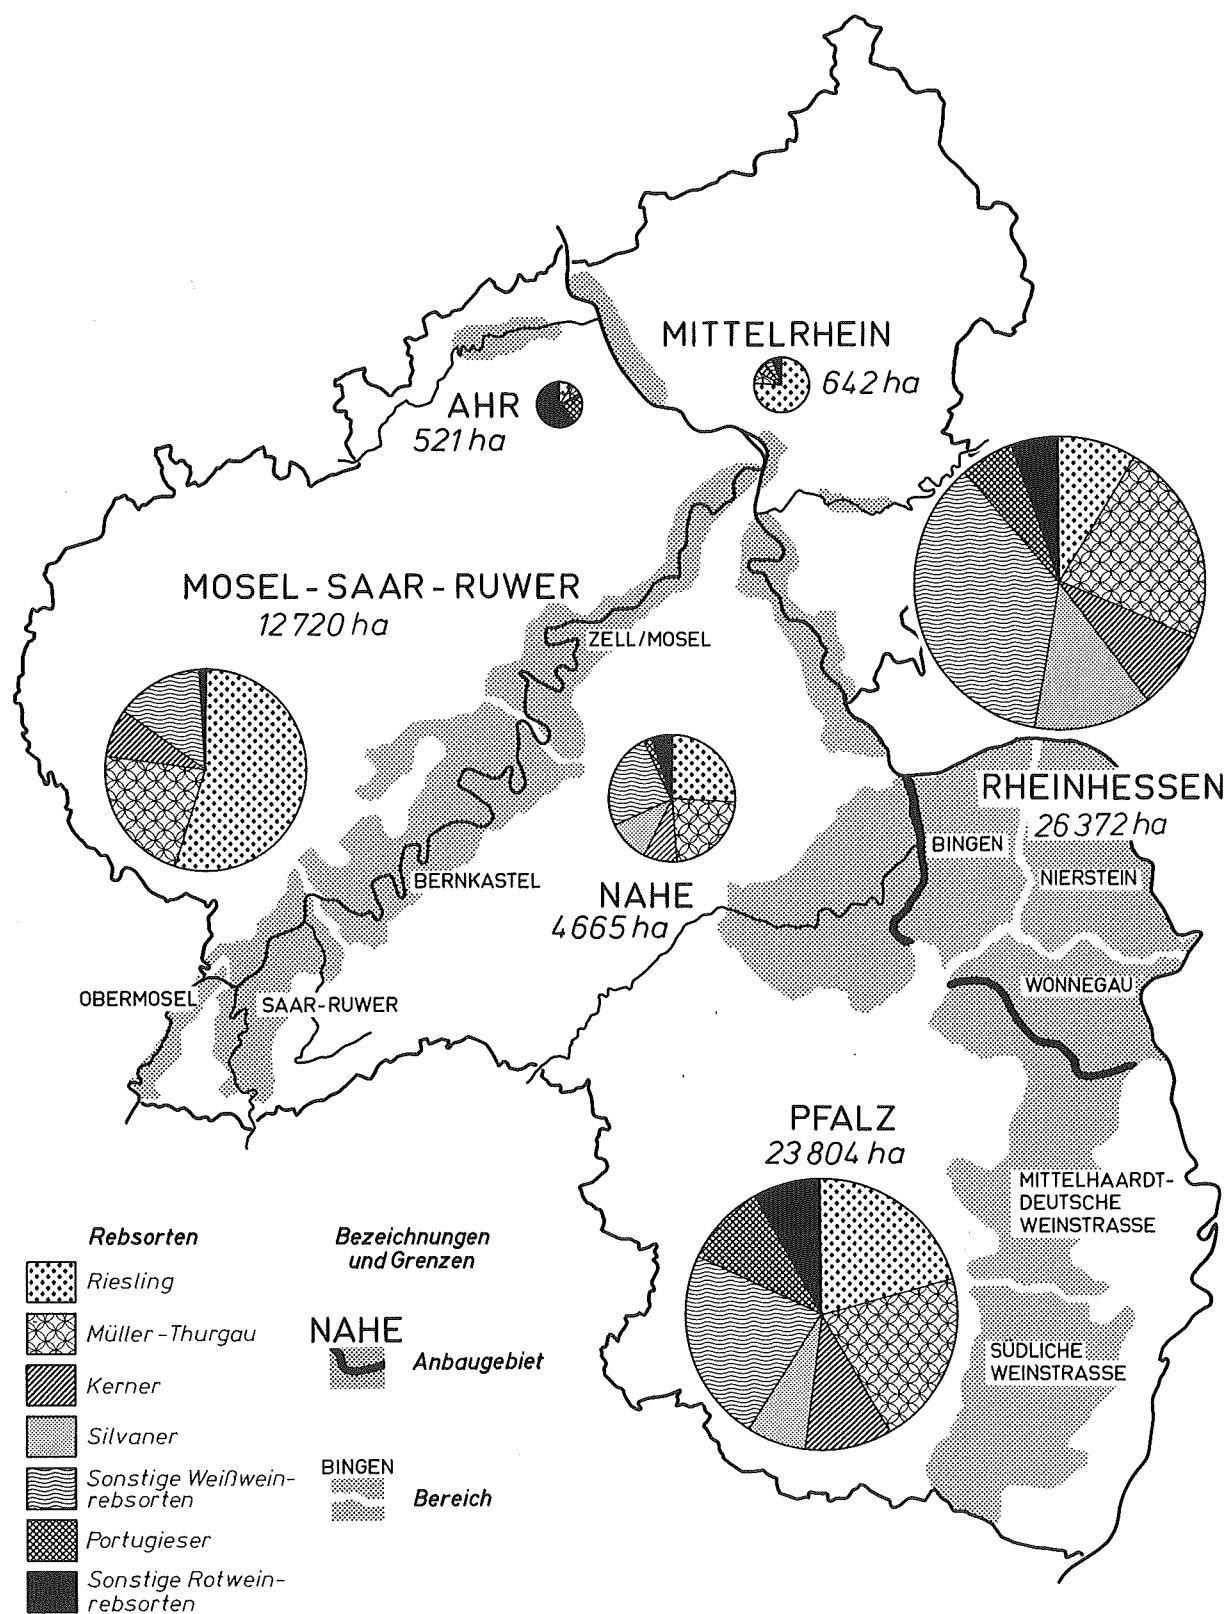 MITTELRHEIN
642 ha
AHR
521 ha
MOSEL-SAAR-RUWER
12 720 ha
ZELL/MOSEL
RHEINHESSEN
26 372 ha
BINGEN
NIERSTEIN
BERNKASTEL
NAHE
4 665 ha
WONNEGAU
OBERMOSEL
SAAR-RUWER
PFALZ
23 804 ha
MITTELHAARDT-
DEUTSCHE
WEINSTRASSE
SÜDLICHE
WEINSTRASSE
Rebsorten
Riesling
Müller-Thurgau
Kerner
Silvaner
Sonstige Weißwein-
rebsorten
Portugieser
Sonstige Rotwein-
rebsorten
Bezeichnungen
und Grenzen
NAHE
Anbaugebiet
BINGEN
Bereich